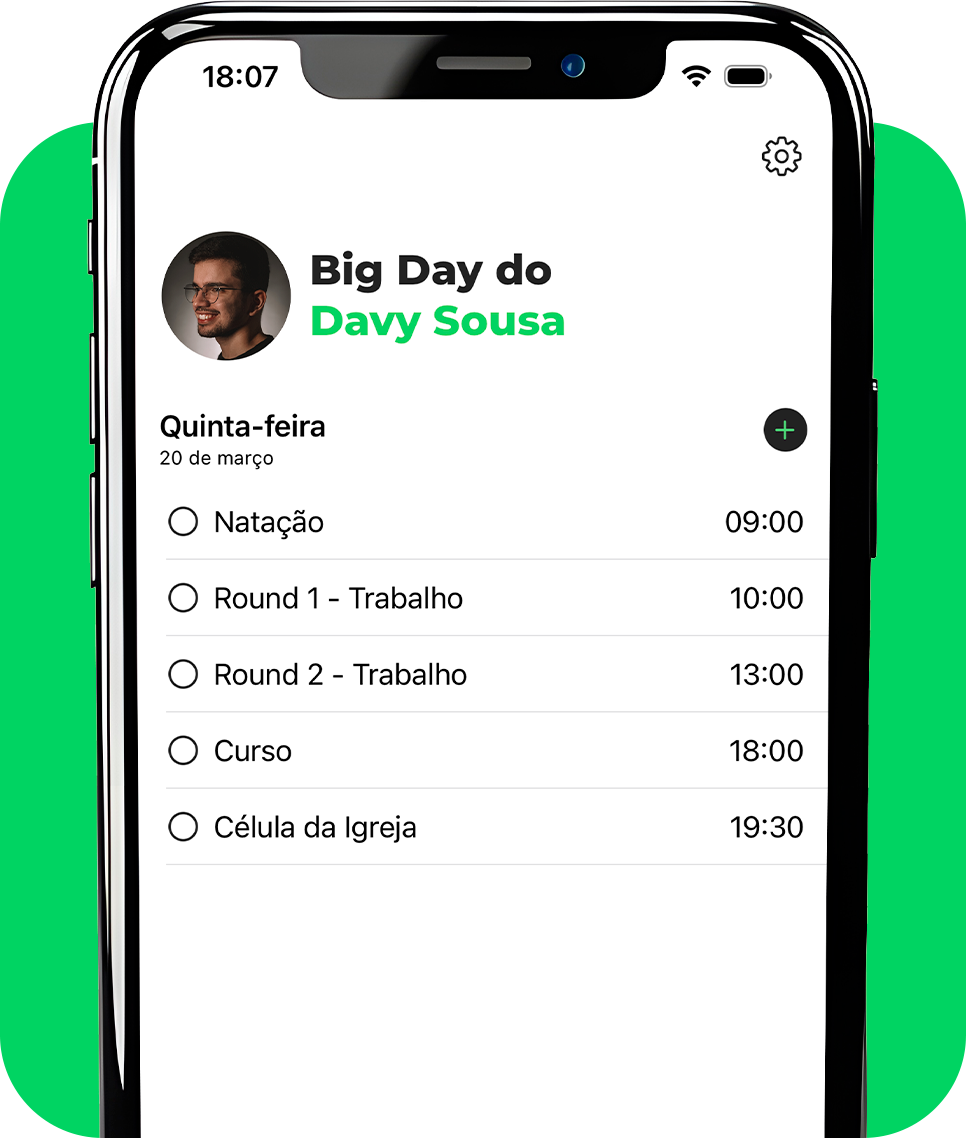 18:07
Big Day do
Davy Sousa
Quinta-feira
20 de março
Natação 09:00
Round 1 - Trabalho 10:00
Round 2 - Trabalho 13:00
Curso 18:00
Célula da Igreja 19:30